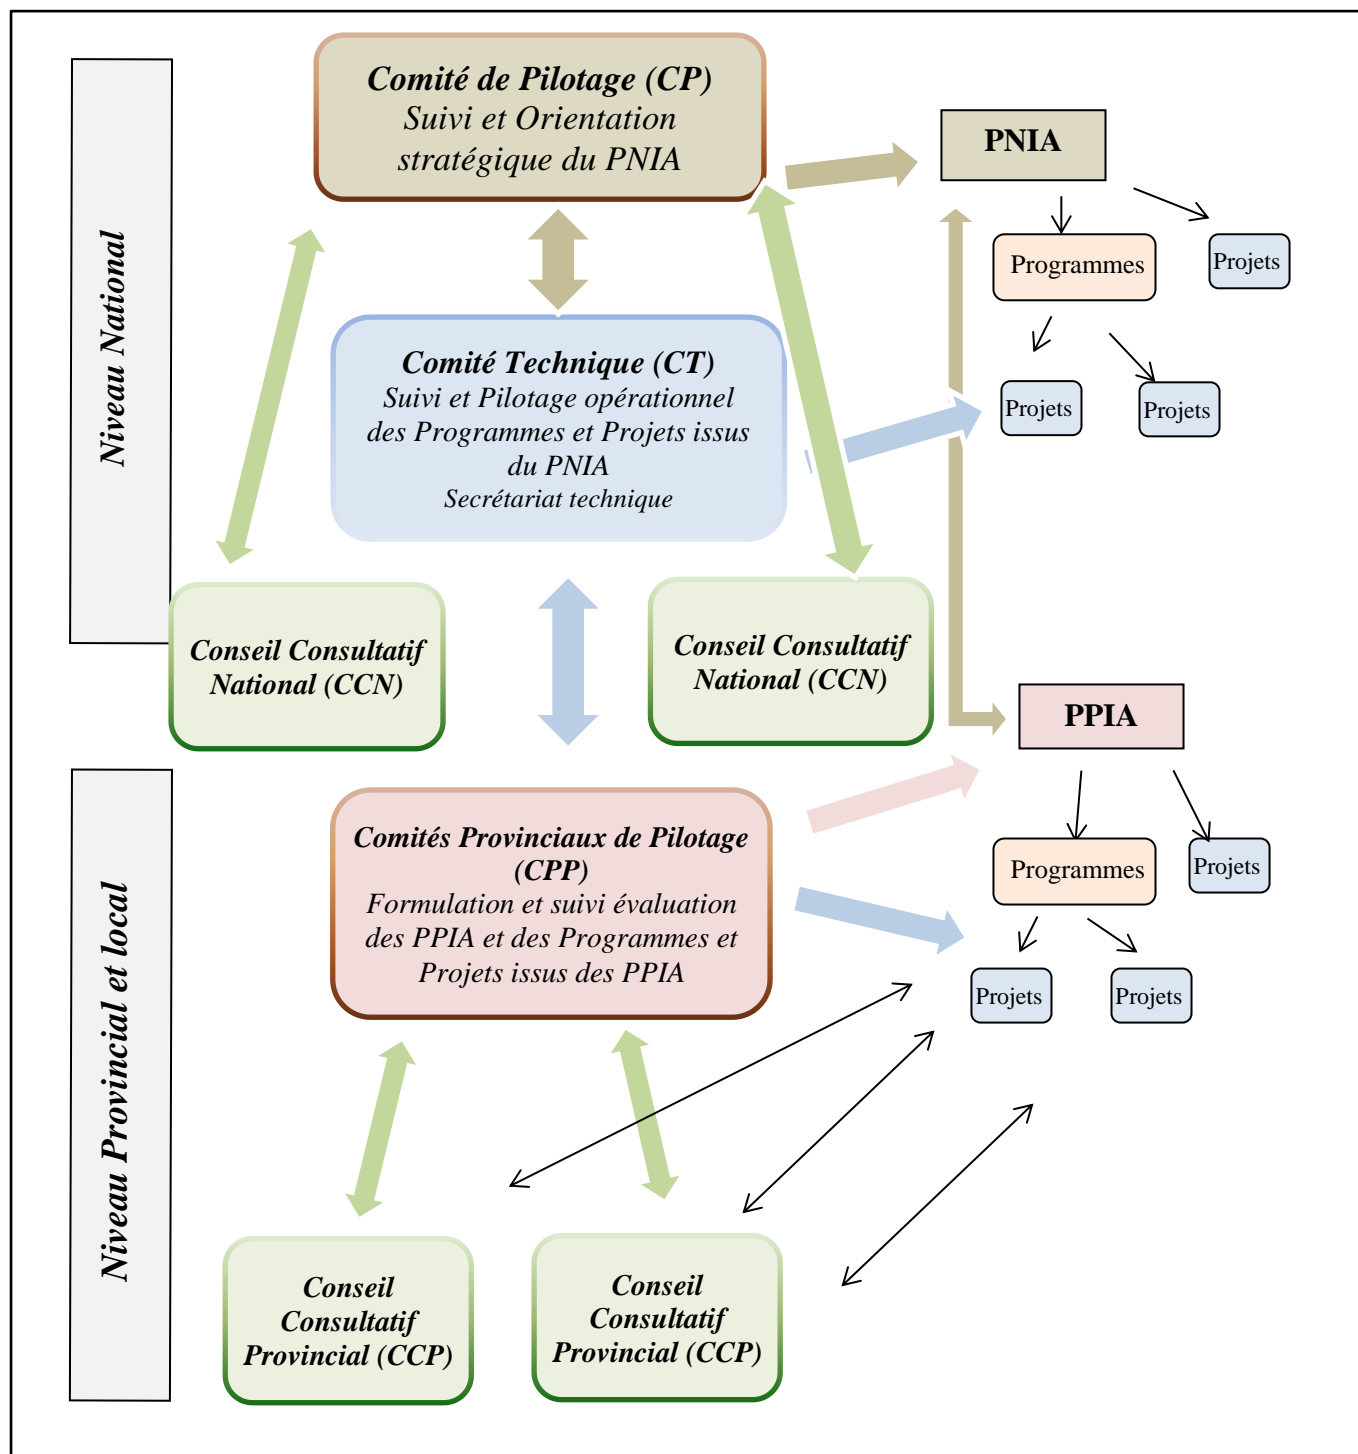 Niveau National
Comité de Pilotage (CP)
Suivi et Orientation
stratégique du PNIA
PNIA
Programmes
Projets
Projets
Projets
Comité Technique (CT)
Suivi et Pilotage opérationnel
des Programmes et Projets issus
du PNIA
Secrétariat technique
Conseil Consultatif
National (CCN)
Conseil Consultatif
National (CCN)
Niveau Provincial et local
PPIA
Comités Provinciaux de Pilotage
(CPP)
Formulation et suivi évaluation
des PPIA et des Programmes et
Projets issus des PPIA
Programmes
Projets
Projets
Projets
Conseil
Consultatif
Provincial (CCP)
Conseil
Consultatif
Provincial (CCP)